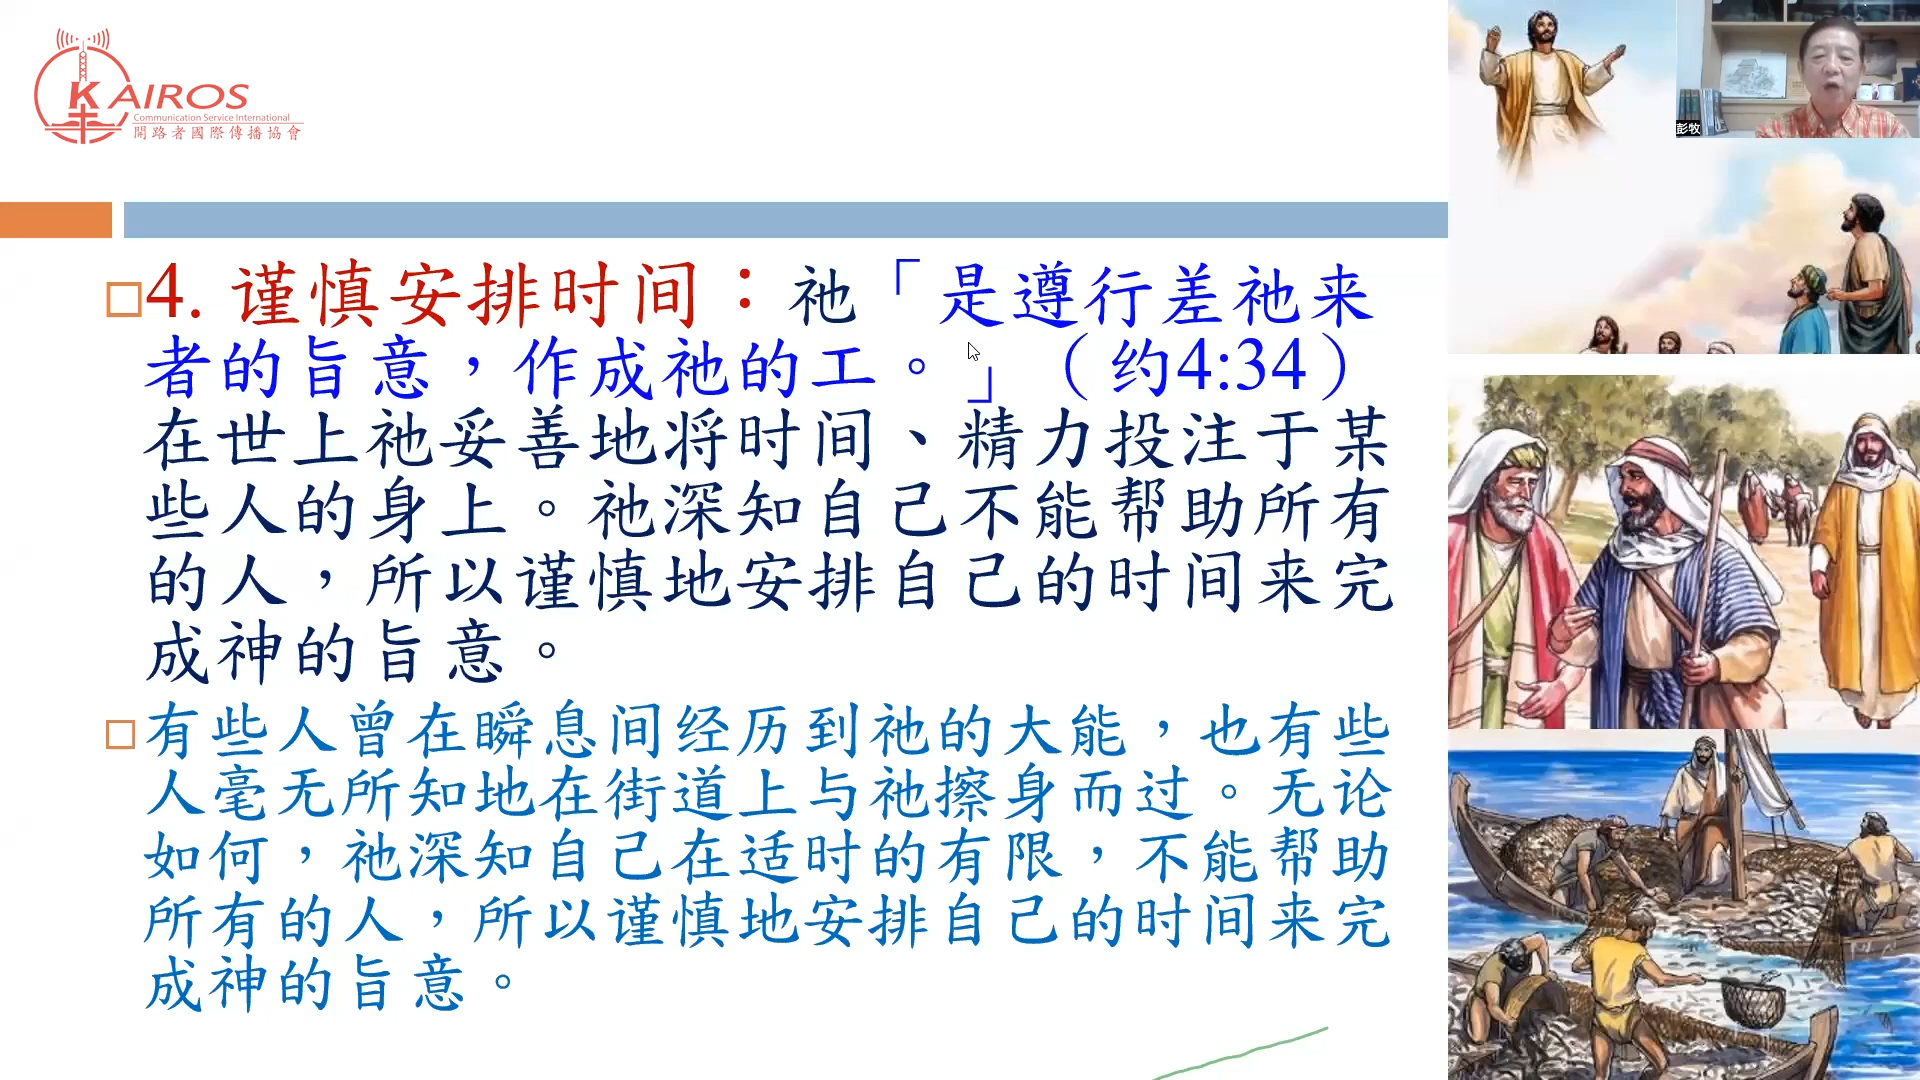 KAIROS
Communication Service International
開路者國際傳播協會
彭牧
4. 谨慎安排时间：祂「是遵行差祂来
者的旨意，作成祂的工。」（约4:34）
在世上祂妥善地将时间、精力投注于某
些人的身上。祂深知自己不能帮助所有
的人，所以谨慎地安排自己的时间来完
成神的旨意。
有些人曾在瞬息间经历到祂的大能，也有些
人毫无所知地在街道上与祂擦身而过。无论
如何，祂深知自己在适时的有限，不能帮助
所有的人，所以谨慎地安排自己的时间来完
成神的旨意。